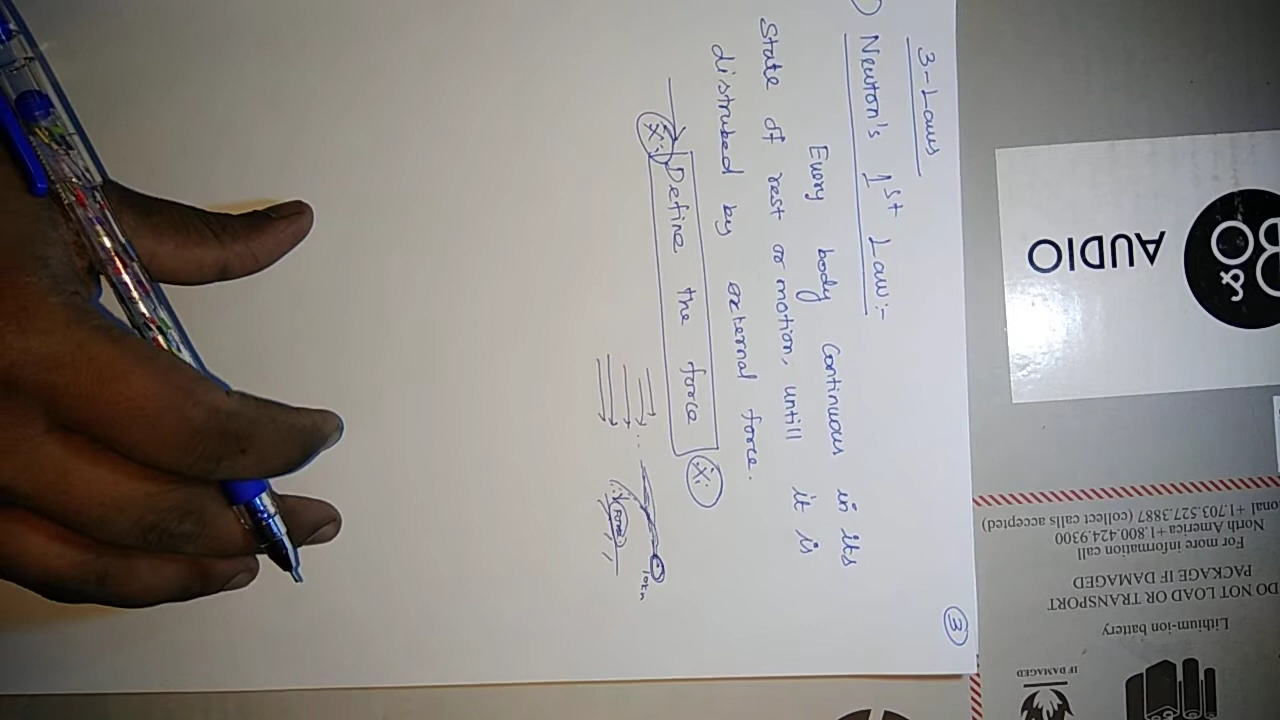 3
3-Laws
) Newton's 1st Law:-
Every body continuous in its
State of rest or motion, untill it is
distrubed by external force.
Define the force
B&O
AUDIO
Lithium-ion battery
DO NOT LOAD OR TRANSPORT
PACKAGE IF DAMAGED
For more information call
North America +1.800.424.9300
onal +1.703.527.3887 (collect calls accepted)
IF DAMAGED